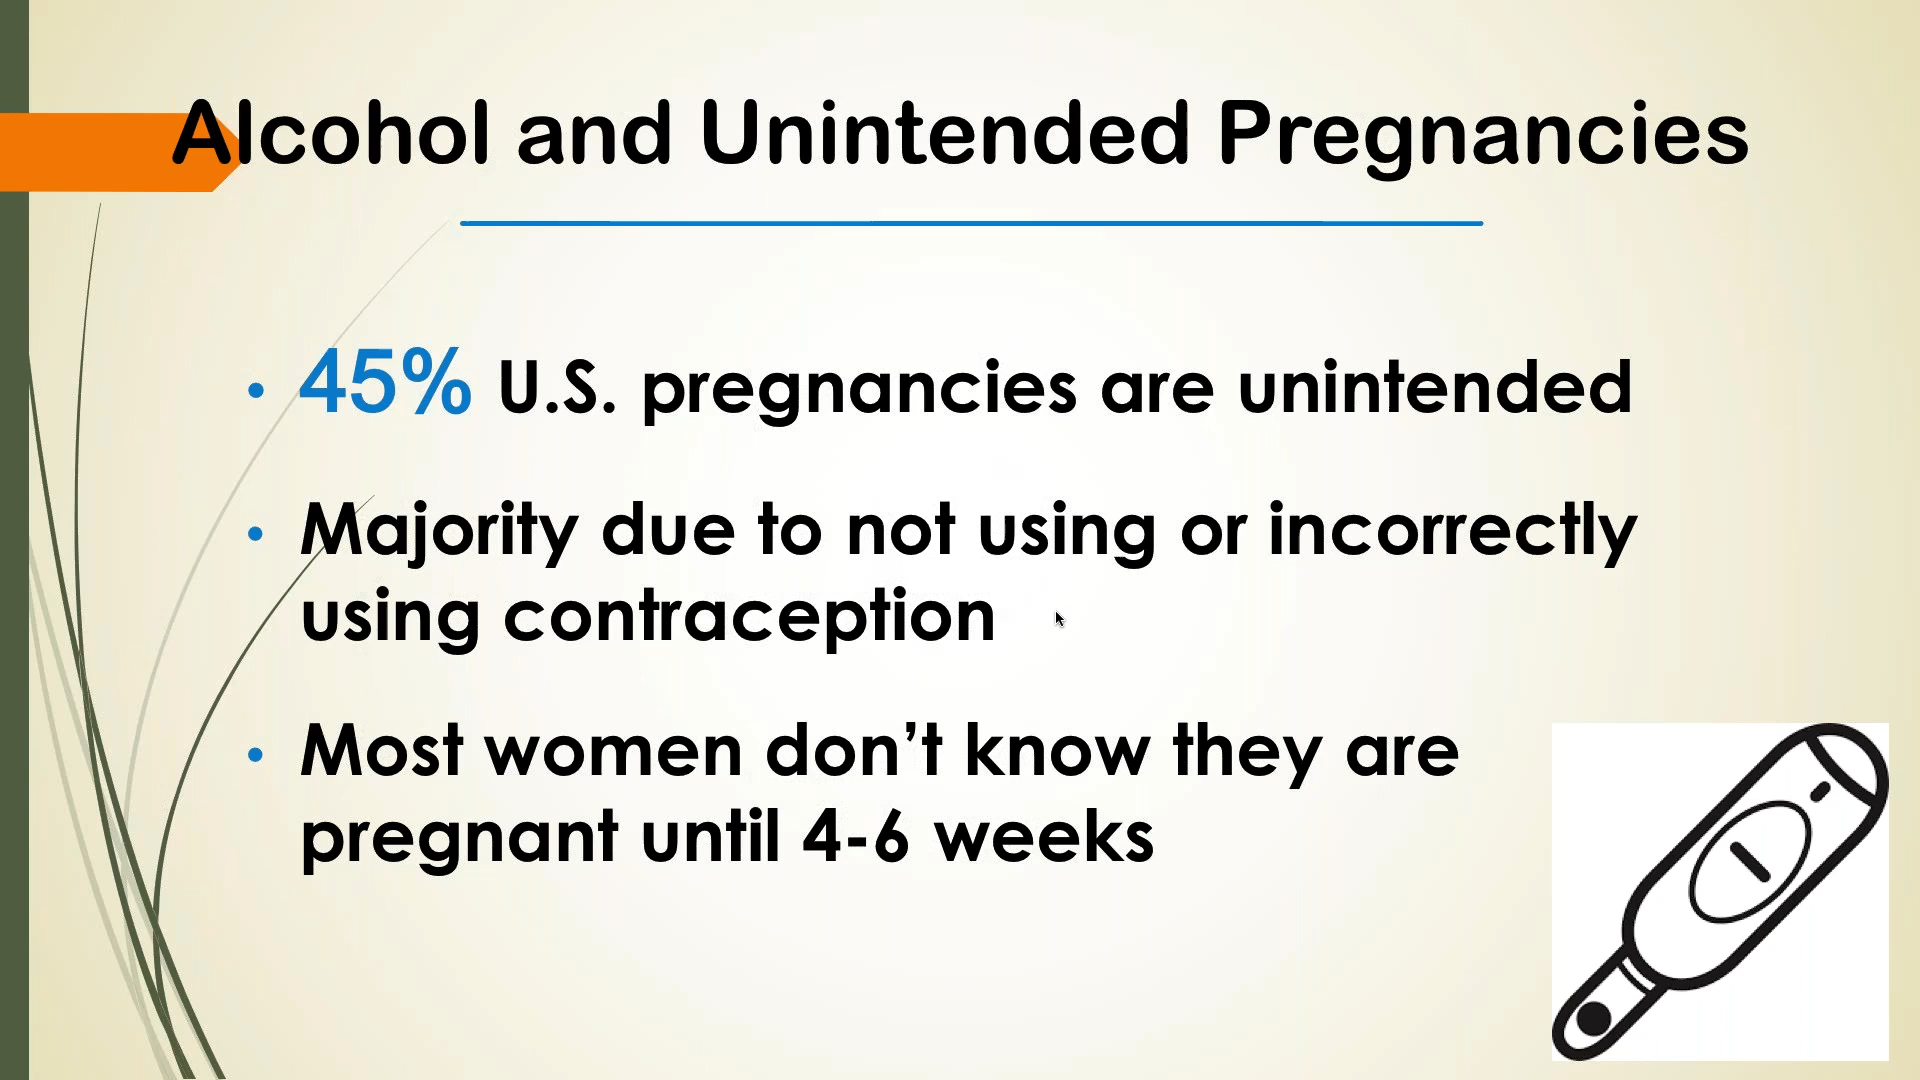 Alcohol and Unintended Pregnancies
• 45% U.S. pregnancies are unintended
• Majority due to not using or incorrectly
using contraception
• Most women don’t know they are
pregnant until 4-6 weeks